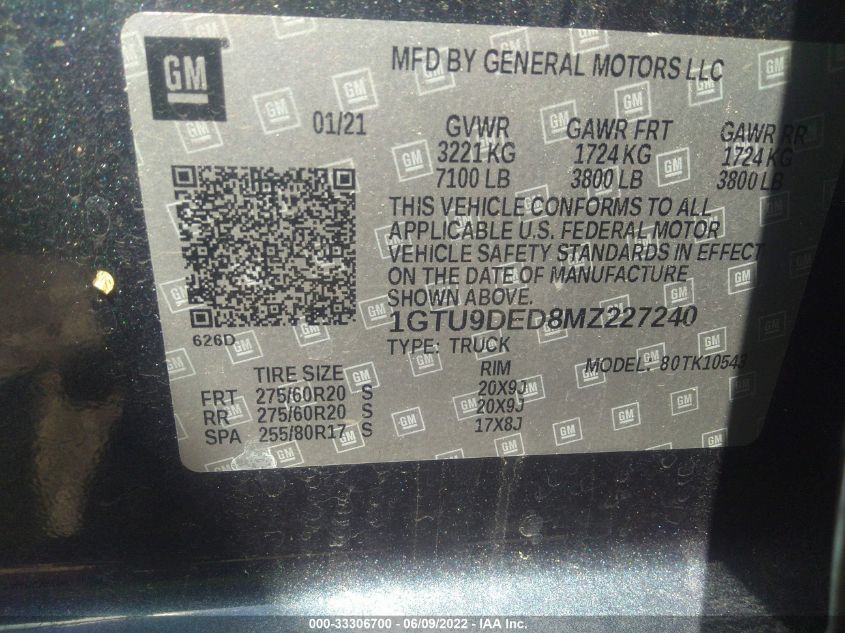 GM
MFD BY GENERAL MOTORS LLC
01/21 GVWR GAWR FRT GAWR RR
3221 KG 1724 KG 1724 KG
7100 LB 3800 LB 3800 LB
THIS VEHICLE CONFORMS TO ALL
APPLICABLE U.S. FEDERAL MOTOR
VEHICLE SAFETY STANDARDS IN EFFECT
ON THE DATE OF MANUFACTURE
SHOWN ABOVE.
626D 1GTU9DED8MZ227240
TYPE: TRUCK MODEL: 80TK10543
TIRE SIZE RIM
FRT 275/60R20 S 20X9J
RR 275/60R20 S 20X9J
SPA 255/80R17 S 17X8J
000-33306700 - 06/09/2022 - IAA Inc.